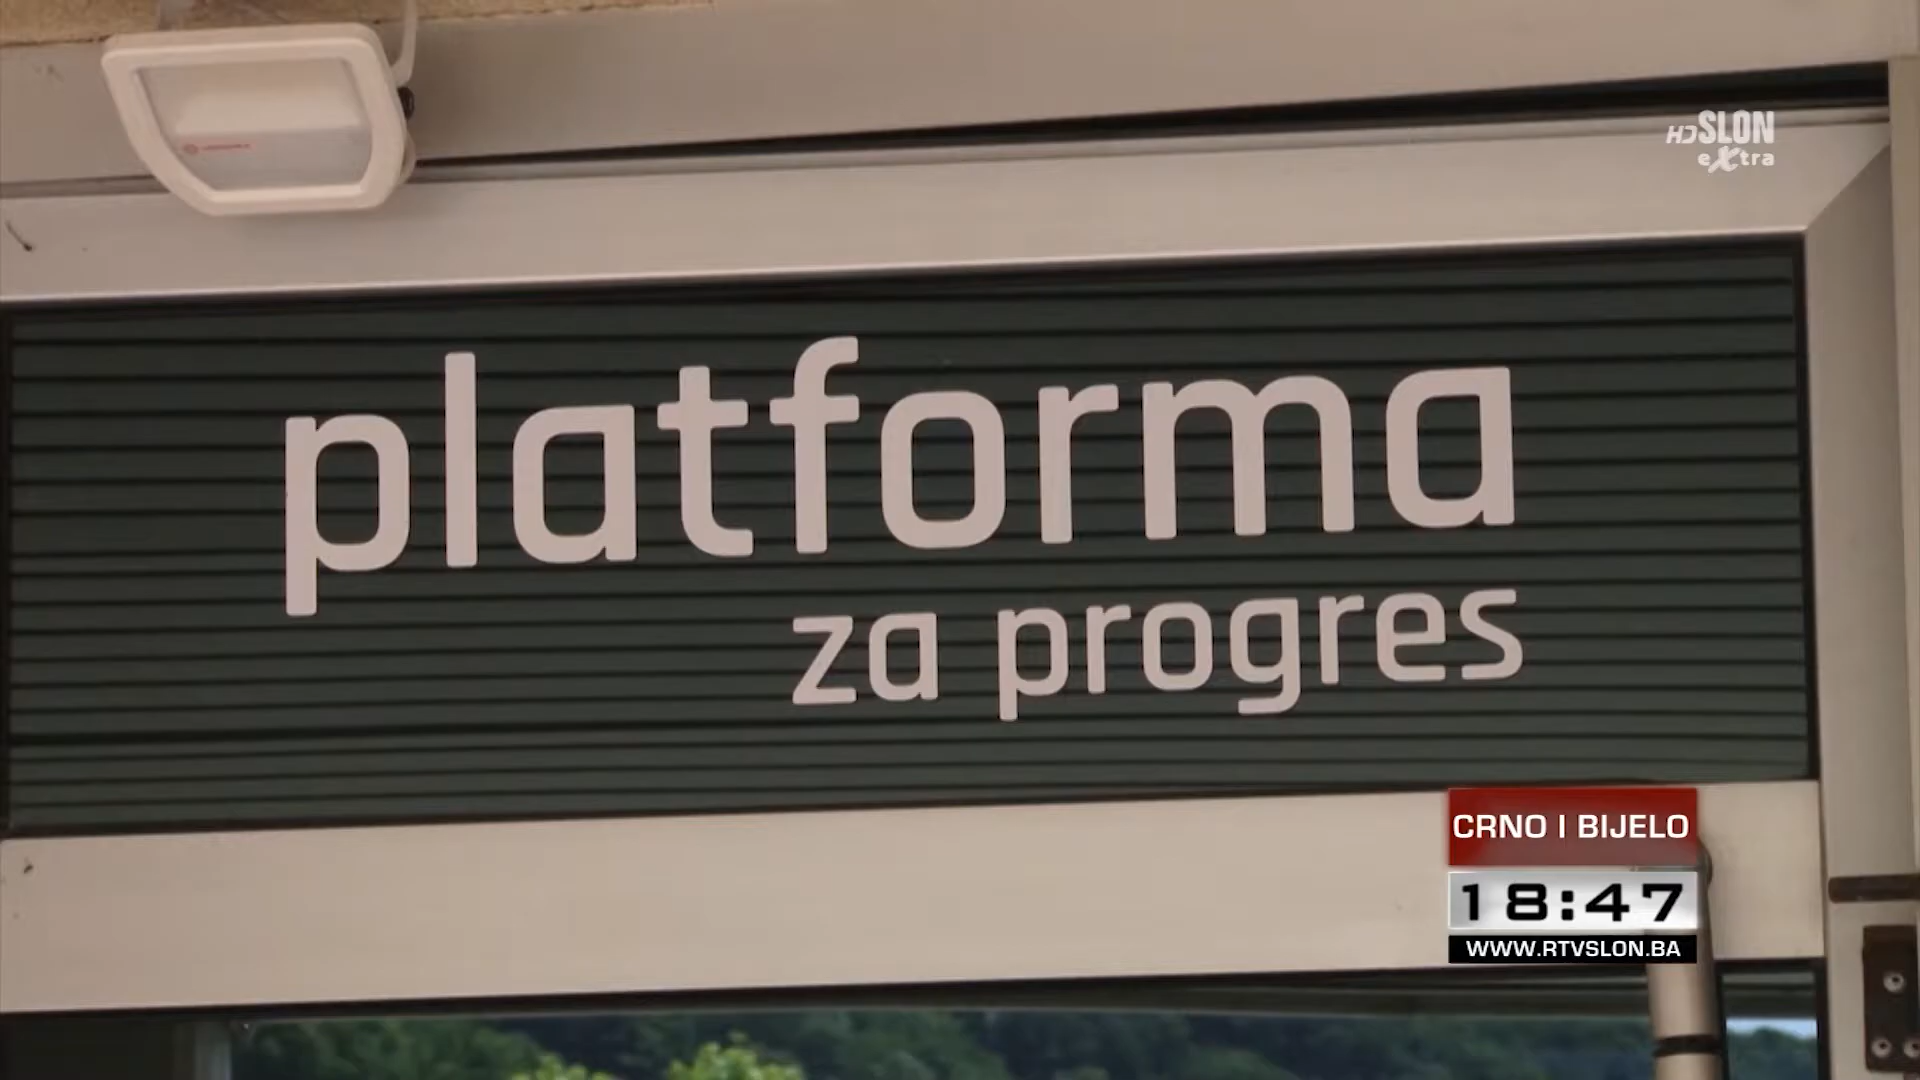 HD SLON
extra
platforma
za progres
CRNO I BIJELO
18:47
WWW.RTVSLON.BA